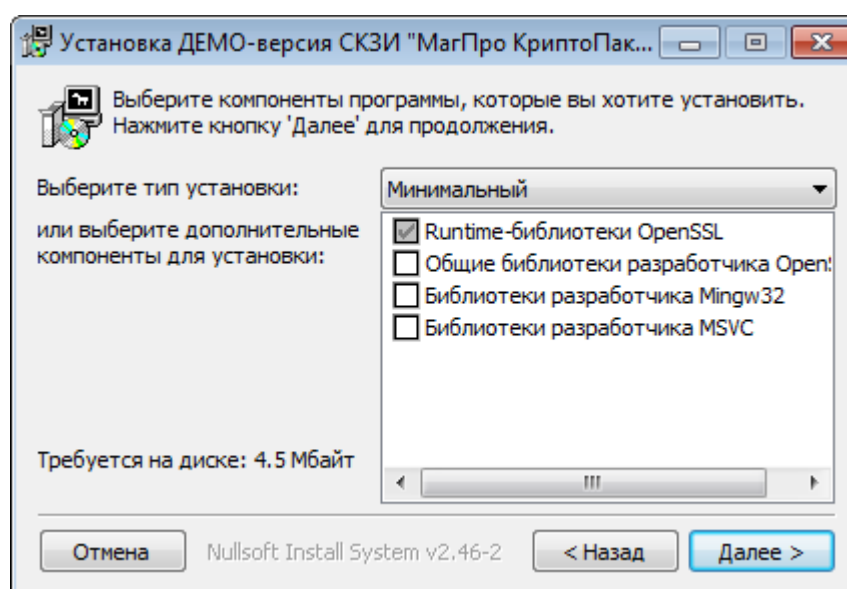 Установка ДЕМО-версия СКЗИ "МагПро КриптоПак...
Выберите компоненты программы, которые вы хотите установить.
Нажмите кнопку 'Далее' для продолжения.
Выберите тип установки:
Минимальный
или выберите дополнительные
компоненты для установки:
Runtime-библиотеки OpenSSL
Общие библиотеки разработчика Open
Библиотеки разработчика Mingw32
Библиотеки разработчика MSVC
Требуется на диске: 4.5 Мбайт
Отмена
Nullsoft Install System v2.46-2
< Назад
Далее >